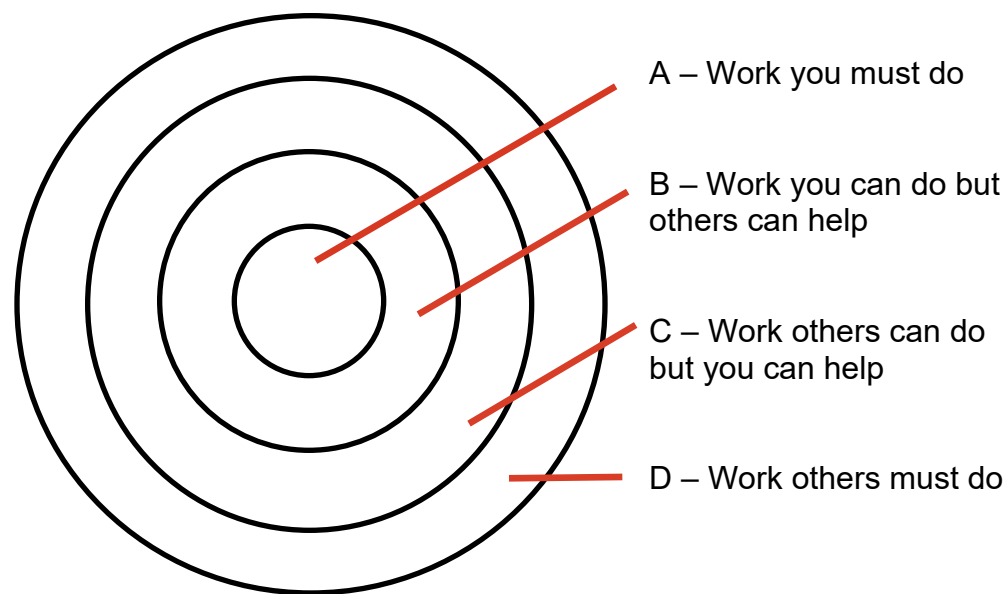 A – Work you must do
B – Work you can do but
others can help
C – Work others can do
but you can help
D – Work others must do